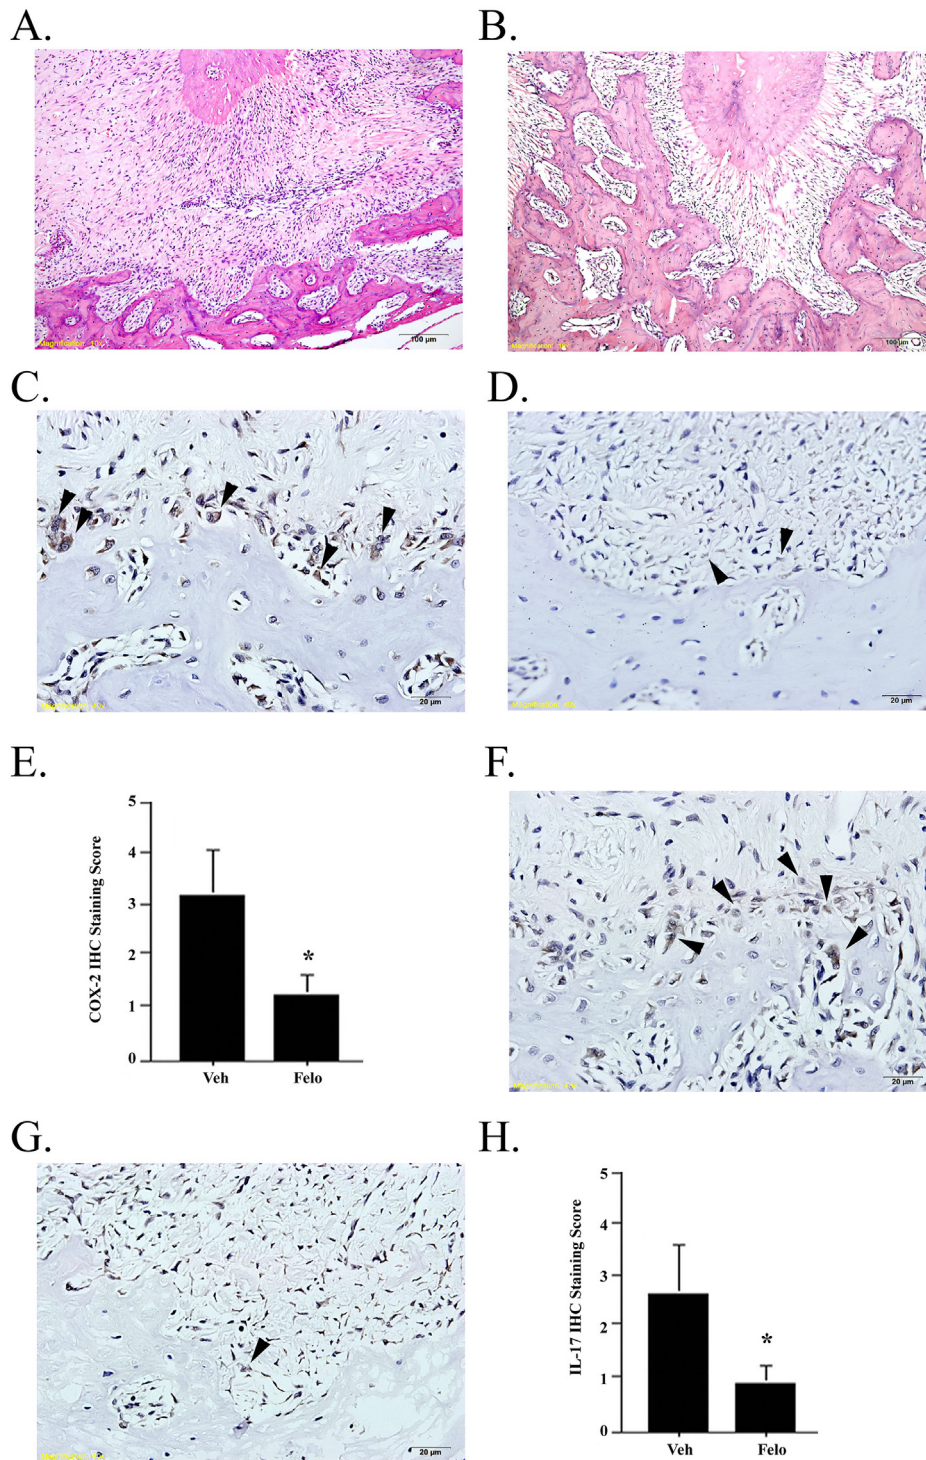 A.
B.
Magnification: 10x
100 µm
100 µm
C.
D.
20 µm
20 µm
E.
F.
5
4
3
2
1
0
COX-2 IHC Staining Score
*
Veh Felo
20 µm
G.
H.
5
4
3
2
1
0
IL-17 IHC Staining Score
*
Veh Felo
20 µm